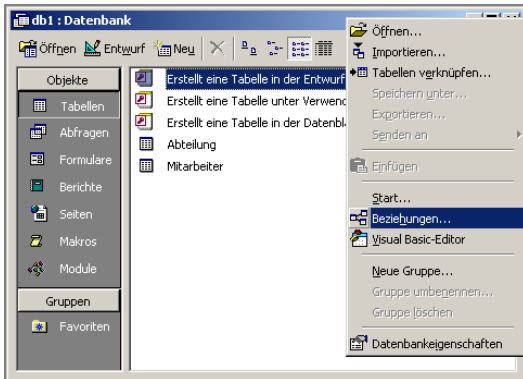 db1 : Datenbank
Öffnen Entwurf Neu
Objekte
Tabellen
Abfragen
Formulare
Berichte
Seiten
Makros
Module
Gruppen
Favoriten
Erstellt eine Tabelle in der Entwurf
Erstellt eine Tabelle unter Verwend
Erstellt eine Tabelle in der Datenbl
Abteilung
Mitarbeiter
Öffnen...
Importieren...
Tabellen verknüpfen...
Speichern unter...
Exportieren...
Senden an
Einfügen
Start...
Beziehungen...
Visual Basic-Editor
Neue Gruppe...
Gruppe umbenennen...
Gruppe löschen
Datenbankeigenschaften